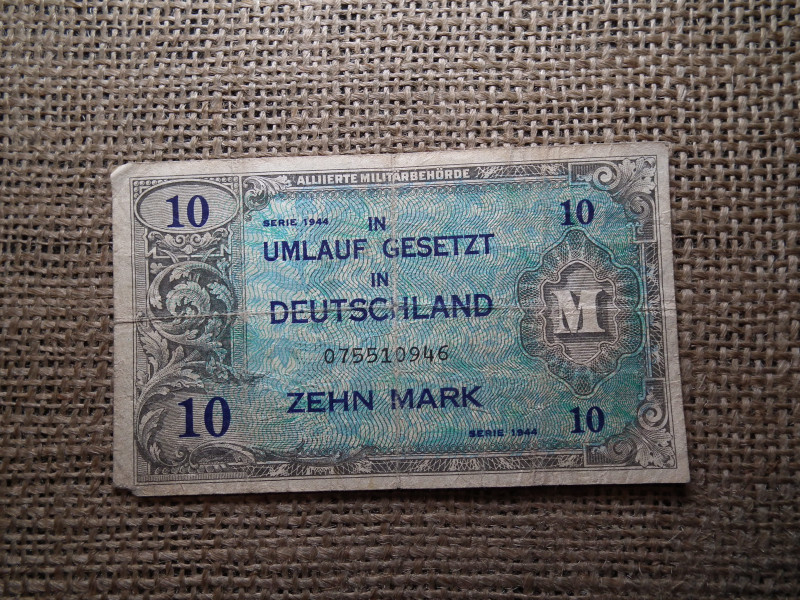 ALLIIERTE MILITÄRBEHÖRDE
10 SERIE 1944 IN 10
UMLAUF GESETZT
IN
DEUTSCHLAND
M
075510946
ZEHN MARK
10 SERIE 1944 10